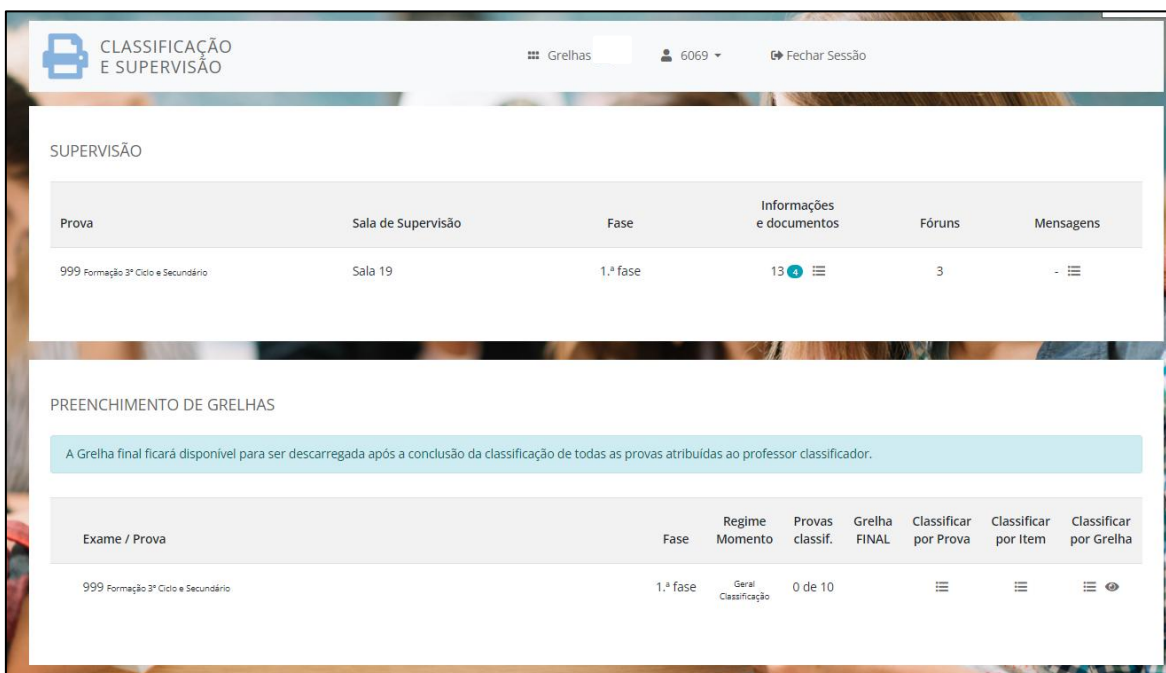 CLASSIFICAÇÃO
E SUPERVISÃO
Grelhas
6069
Fechar Sessão
SUPERVISÃO
Prova
Sala de Supervisão
Fase
Informações
e documentos
Fóruns
Mensagens
999 Formação 3º Ciclo e Secundário
Sala 19
1.ª fase
13 4
3
-
PREENCHIMENTO DE GRELHAS
A Grelha final ficará disponível para ser descarregada após a conclusão da classificação de todas as provas atribuídas ao professor classificador.
Exame / Prova
Fase
Regime
Momento
Provas
classif.
Grelha
FINAL
Classificar
por Prova
Classificar
por Item
Classificar
por Grelha
999 Formação 3º Ciclo e Secundário
1.ª fase
Geral
Classificação
0 de 10